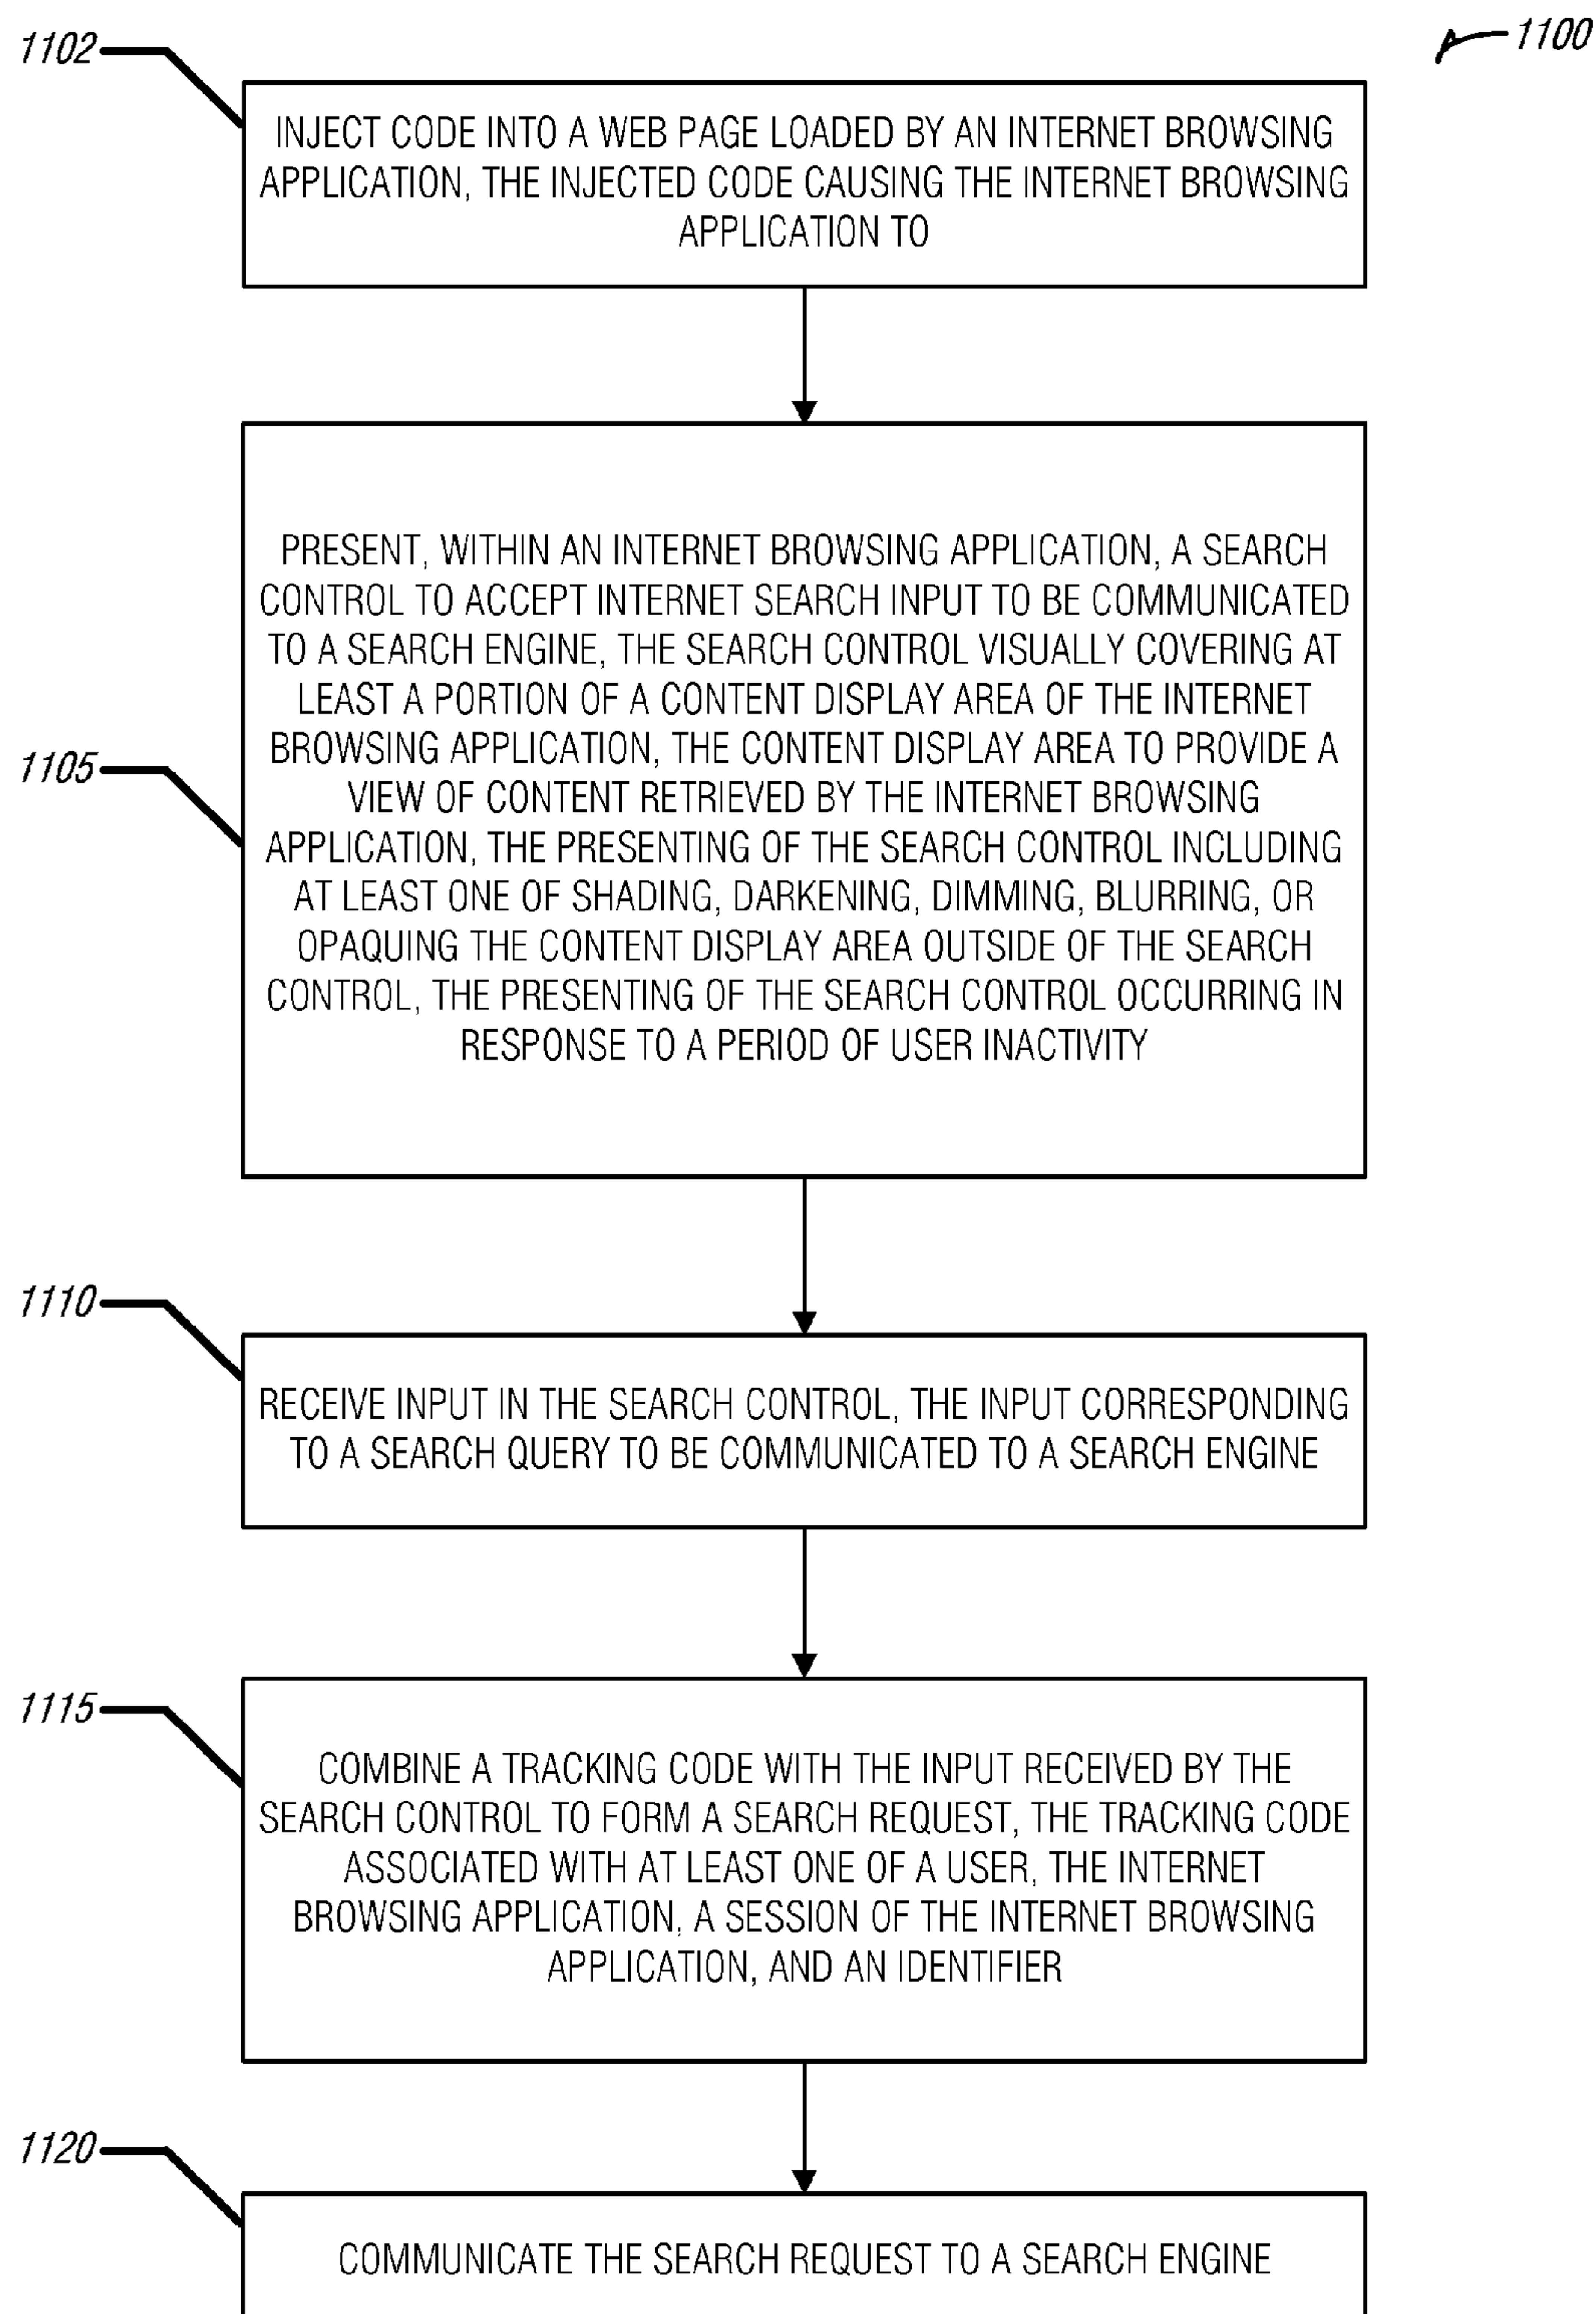 1102
1100
INJECT CODE INTO A WEB PAGE LOADED BY AN INTERNET BROWSING
APPLICATION, THE INJECTED CODE CAUSING THE INTERNET BROWSING
APPLICATION TO
1105
PRESENT, WITHIN AN INTERNET BROWSING APPLICATION, A SEARCH
CONTROL TO ACCEPT INTERNET SEARCH INPUT TO BE COMMUNICATED
TO A SEARCH ENGINE, THE SEARCH CONTROL VISUALLY COVERING AT
LEAST A PORTION OF A CONTENT DISPLAY AREA OF THE INTERNET
BROWSING APPLICATION, THE CONTENT DISPLAY AREA TO PROVIDE A
VIEW OF CONTENT RETRIEVED BY THE INTERNET BROWSING
APPLICATION, THE PRESENTING OF THE SEARCH CONTROL INCLUDING
AT LEAST ONE OF SHADING, DARKENING, DIMMING, BLURRING, OR
OPAQUING THE CONTENT DISPLAY AREA OUTSIDE OF THE SEARCH
CONTROL, THE PRESENTING OF THE SEARCH CONTROL OCCURRING IN
RESPONSE TO A PERIOD OF USER INACTIVITY
1110
RECEIVE INPUT IN THE SEARCH CONTROL, THE INPUT CORRESPONDING
TO A SEARCH QUERY TO BE COMMUNICATED TO A SEARCH ENGINE
1115
COMBINE A TRACKING CODE WITH THE INPUT RECEIVED BY THE
SEARCH CONTROL TO FORM A SEARCH REQUEST, THE TRACKING CODE
ASSOCIATED WITH AT LEAST ONE OF A USER, THE INTERNET
BROWSING APPLICATION, A SESSION OF THE INTERNET BROWSING
APPLICATION, AND AN IDENTIFIER
1120
COMMUNICATE THE SEARCH REQUEST TO A SEARCH ENGINE